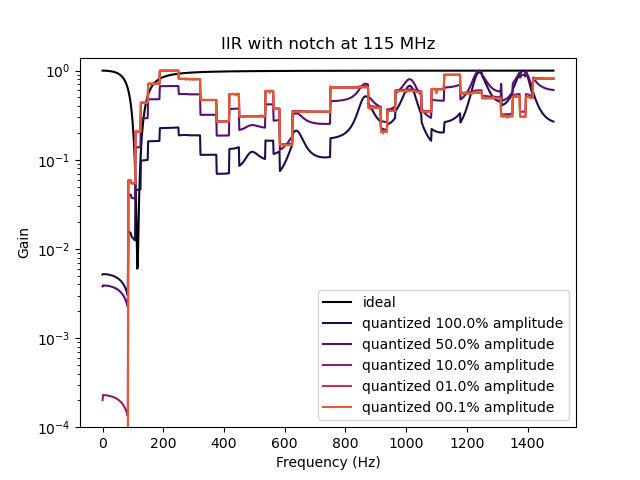 IIR with notch at 115 MHz
Gain
10⁰
10⁻¹
10⁻²
10⁻³
10⁻⁴
ideal
quantized 100.0% amplitude
quantized 50.0% amplitude
quantized 10.0% amplitude
quantized 01.0% amplitude
quantized 00.1% amplitude
0 200 400 600 800 1000 1200 1400
Frequency (Hz)